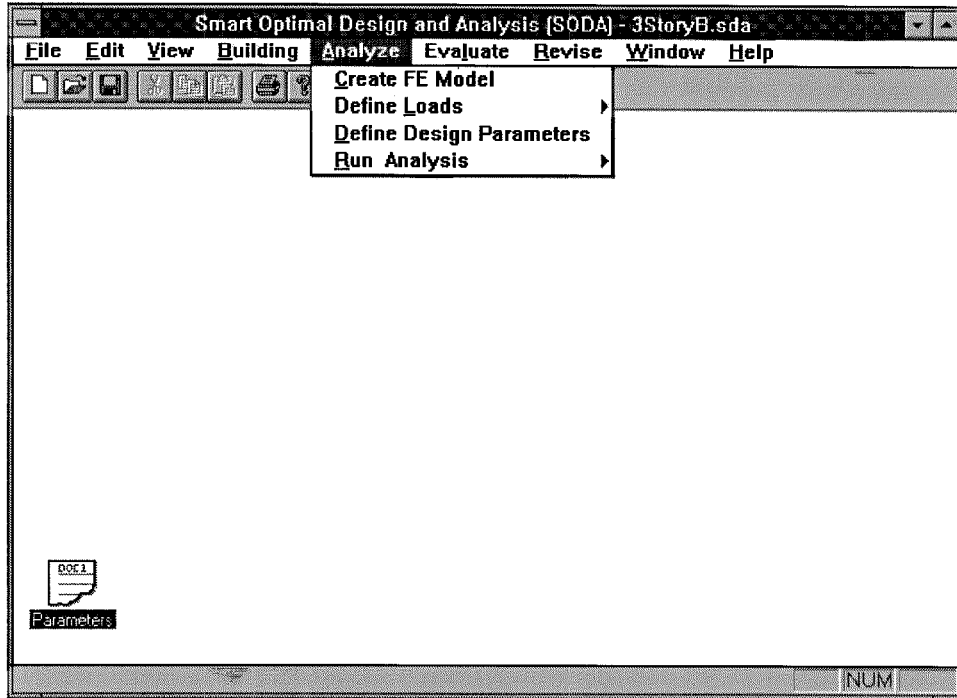 Smart Optimal Design and Analysis (SODA) - 3StoryB.sda
File Edit View Building Analyze Evaluate Revise Window Help
Create FE Model
Define Loads
Define Design Parameters
Run Analysis
DOC1
Parameters
NUM